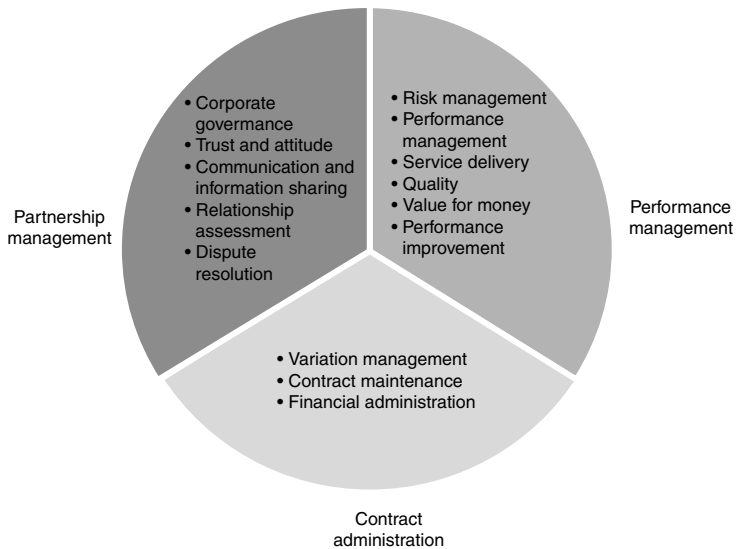 • Corporate
governance
• Trust and attitude
• Communication and
information sharing
• Relationship
assessment
• Dispute
resolution
• Risk management
• Performance
management
• Service delivery
• Quality
• Value for money
• Performance
improvement
Partnership
management
Performance
management
• Variation management
• Contract maintenance
• Financial administration
Contract
administration